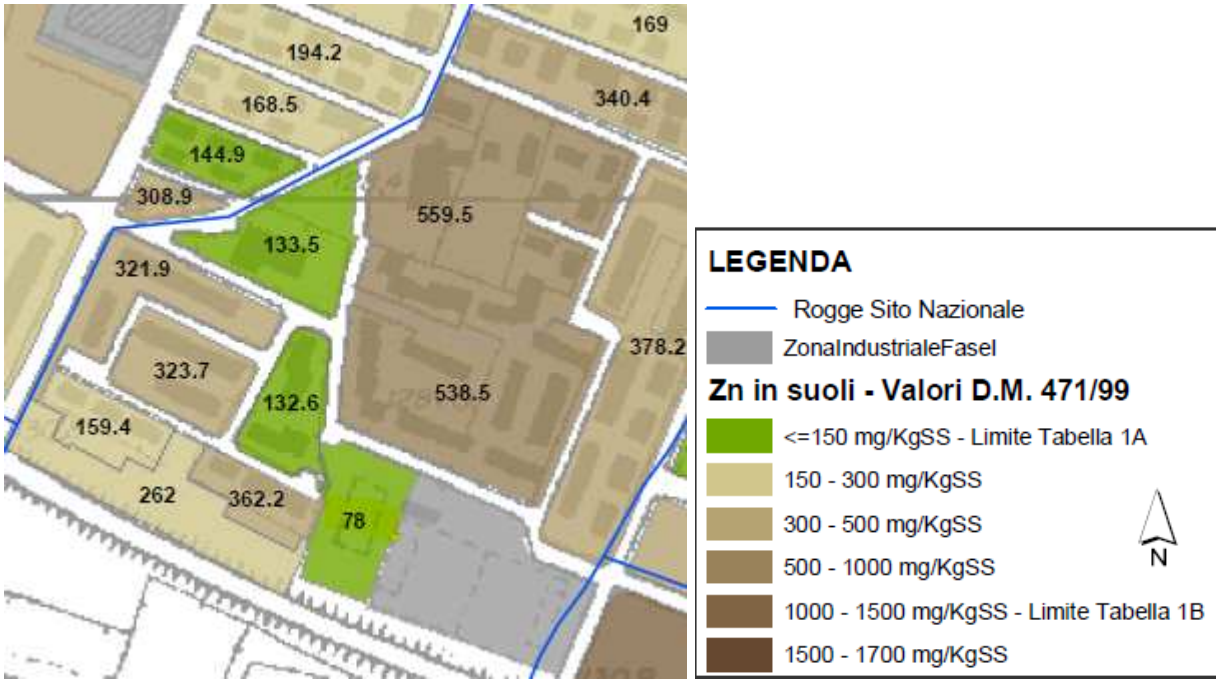 169
194.2
340.4
168.5
144.9
308.9
559.5
133.5
321.9
378.2
323.7
538.5
132.6
159.4
262
362.2
78
LEGENDA
Rogge Sito Nazionale
ZonaIndustrialeFasel
Zn in suoli - Valori D.M. 471/99
<=150 mg/KgSS - Limite Tabella 1A
150 - 300 mg/KgSS
300 - 500 mg/KgSS
500 - 1000 mg/KgSS
1000 - 1500 mg/KgSS - Limite Tabella 1B
1500 - 1700 mg/KgSS
N